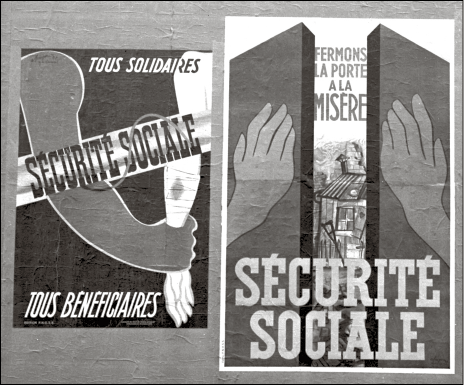 TOUS SOLIDAIRES
SÉCURITÉ SOCIALE
TOUS BÉNÉFICIAIRES
FERMONS
LA PORTE
A LA
MISÈRE
SÉCURITÉ
SOCIALE